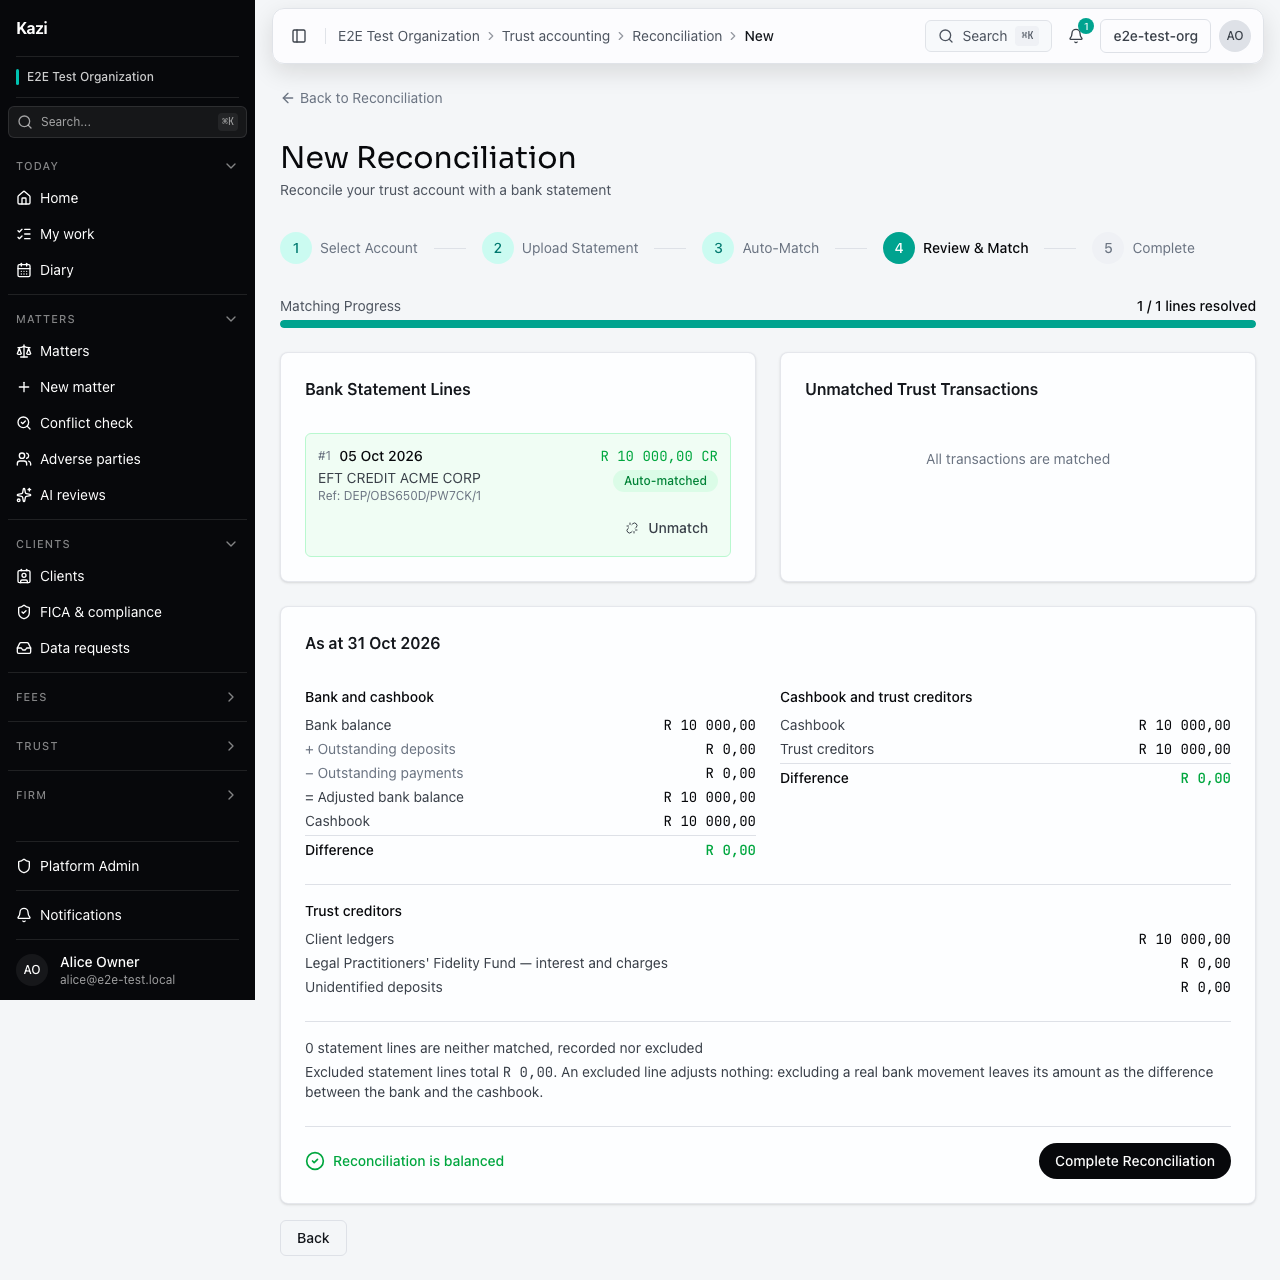 Kazi
E2E Test Organization
Search...
⌘K
TODAY
Home
My work
Diary
MATTERS
Matters
New matter
Conflict check
Adverse parties
AI reviews
CLIENTS
Clients
FICA & compliance
Data requests
FEES
TRUST
FIRM
Platform Admin
Notifications
AO
Alice Owner
alice@e2e-test.local
E2E Test Organization > Trust accounting > Reconciliation > New
Search ⌘K
1
e2e-test-org
AO
← Back to Reconciliation
New Reconciliation
Reconcile your trust account with a bank statement
1 Select Account
2 Upload Statement
3 Auto-Match
4 Review & Match
5 Complete
Matching Progress
1 / 1 lines resolved
Bank Statement Lines
#1 05 Oct 2026 R 10 000,00 CR
EFT CREDIT ACME CORP Auto-matched
Ref: DEP/OBS650D/PW7CK/1
Unmatch
Unmatched Trust Transactions
All transactions are matched
As at 31 Oct 2026
Bank and cashbook
Bank balance R 10 000,00
+ Outstanding deposits R 0,00
− Outstanding payments R 0,00
= Adjusted bank balance R 10 000,00
Cashbook R 10 000,00
Difference R 0,00
Cashbook and trust creditors
Cashbook R 10 000,00
Trust creditors R 10 000,00
Difference R 0,00
Trust creditors
Client ledgers R 10 000,00
Legal Practitioners' Fidelity Fund — interest and charges R 0,00
Unidentified deposits R 0,00
0 statement lines are neither matched, recorded nor excluded
Excluded statement lines total R 0,00. An excluded line adjusts nothing: excluding a real bank movement leaves its amount as the difference
between the bank and the cashbook.
Reconciliation is balanced
Complete Reconciliation
Back